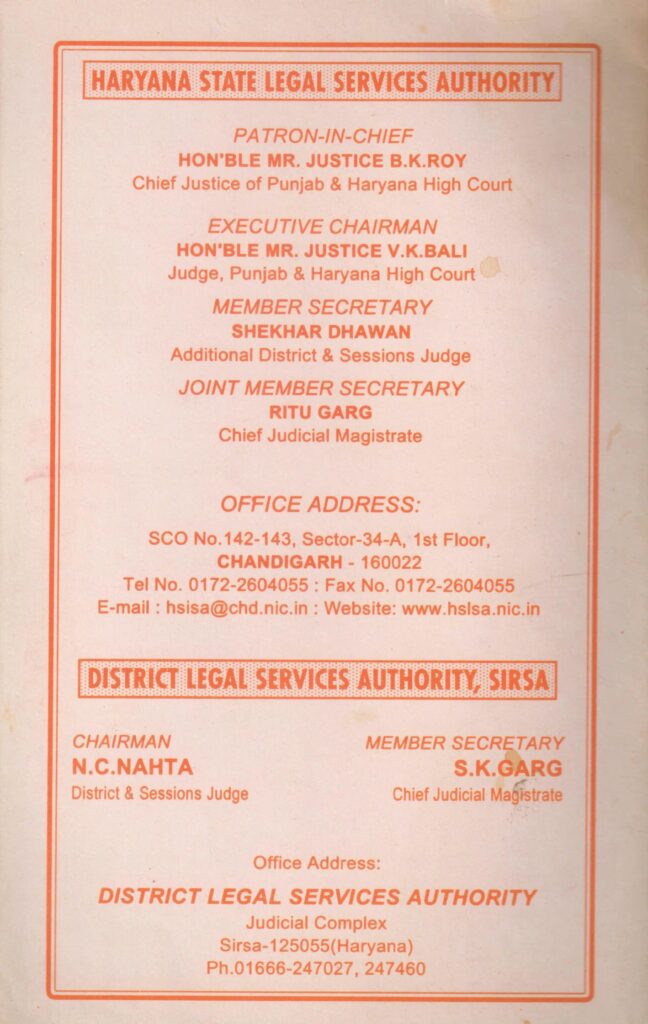 HARYANA STATE LEGAL SERVICES AUTHORITY
PATRON-IN-CHIEF
HON'BLE MR. JUSTICE B.K.ROY
Chief Justice of Punjab & Haryana High Court
EXECUTIVE CHAIRMAN
HON'BLE MR. JUSTICE V.K.BALI
Judge, Punjab & Haryana High Court
MEMBER SECRETARY
SHEKHAR DHAWAN
Additional District & Sessions Judge
JOINT MEMBER SECRETARY
RITU GARG
Chief Judicial Magistrate
OFFICE ADDRESS:
SCO No.142-143, Sector-34-A, 1st Floor,
CHANDIGARH - 160022
Tel No. 0172-2604055 : Fax No. 0172-2604055
E-mail : hsisa@chd.nic.in : Website: www.hslsa.nic.in
DISTRICT LEGAL SERVICES AUTHORITY, SIRSA
CHAIRMAN MEMBER SECRETARY
N.C.NAHTA S.K.GARG
District & Sessions Judge Chief Judicial Magistrate
Office Address:
DISTRICT LEGAL SERVICES AUTHORITY
Judicial Complex
Sirsa-125055(Haryana)
Ph.01666-247027, 247460